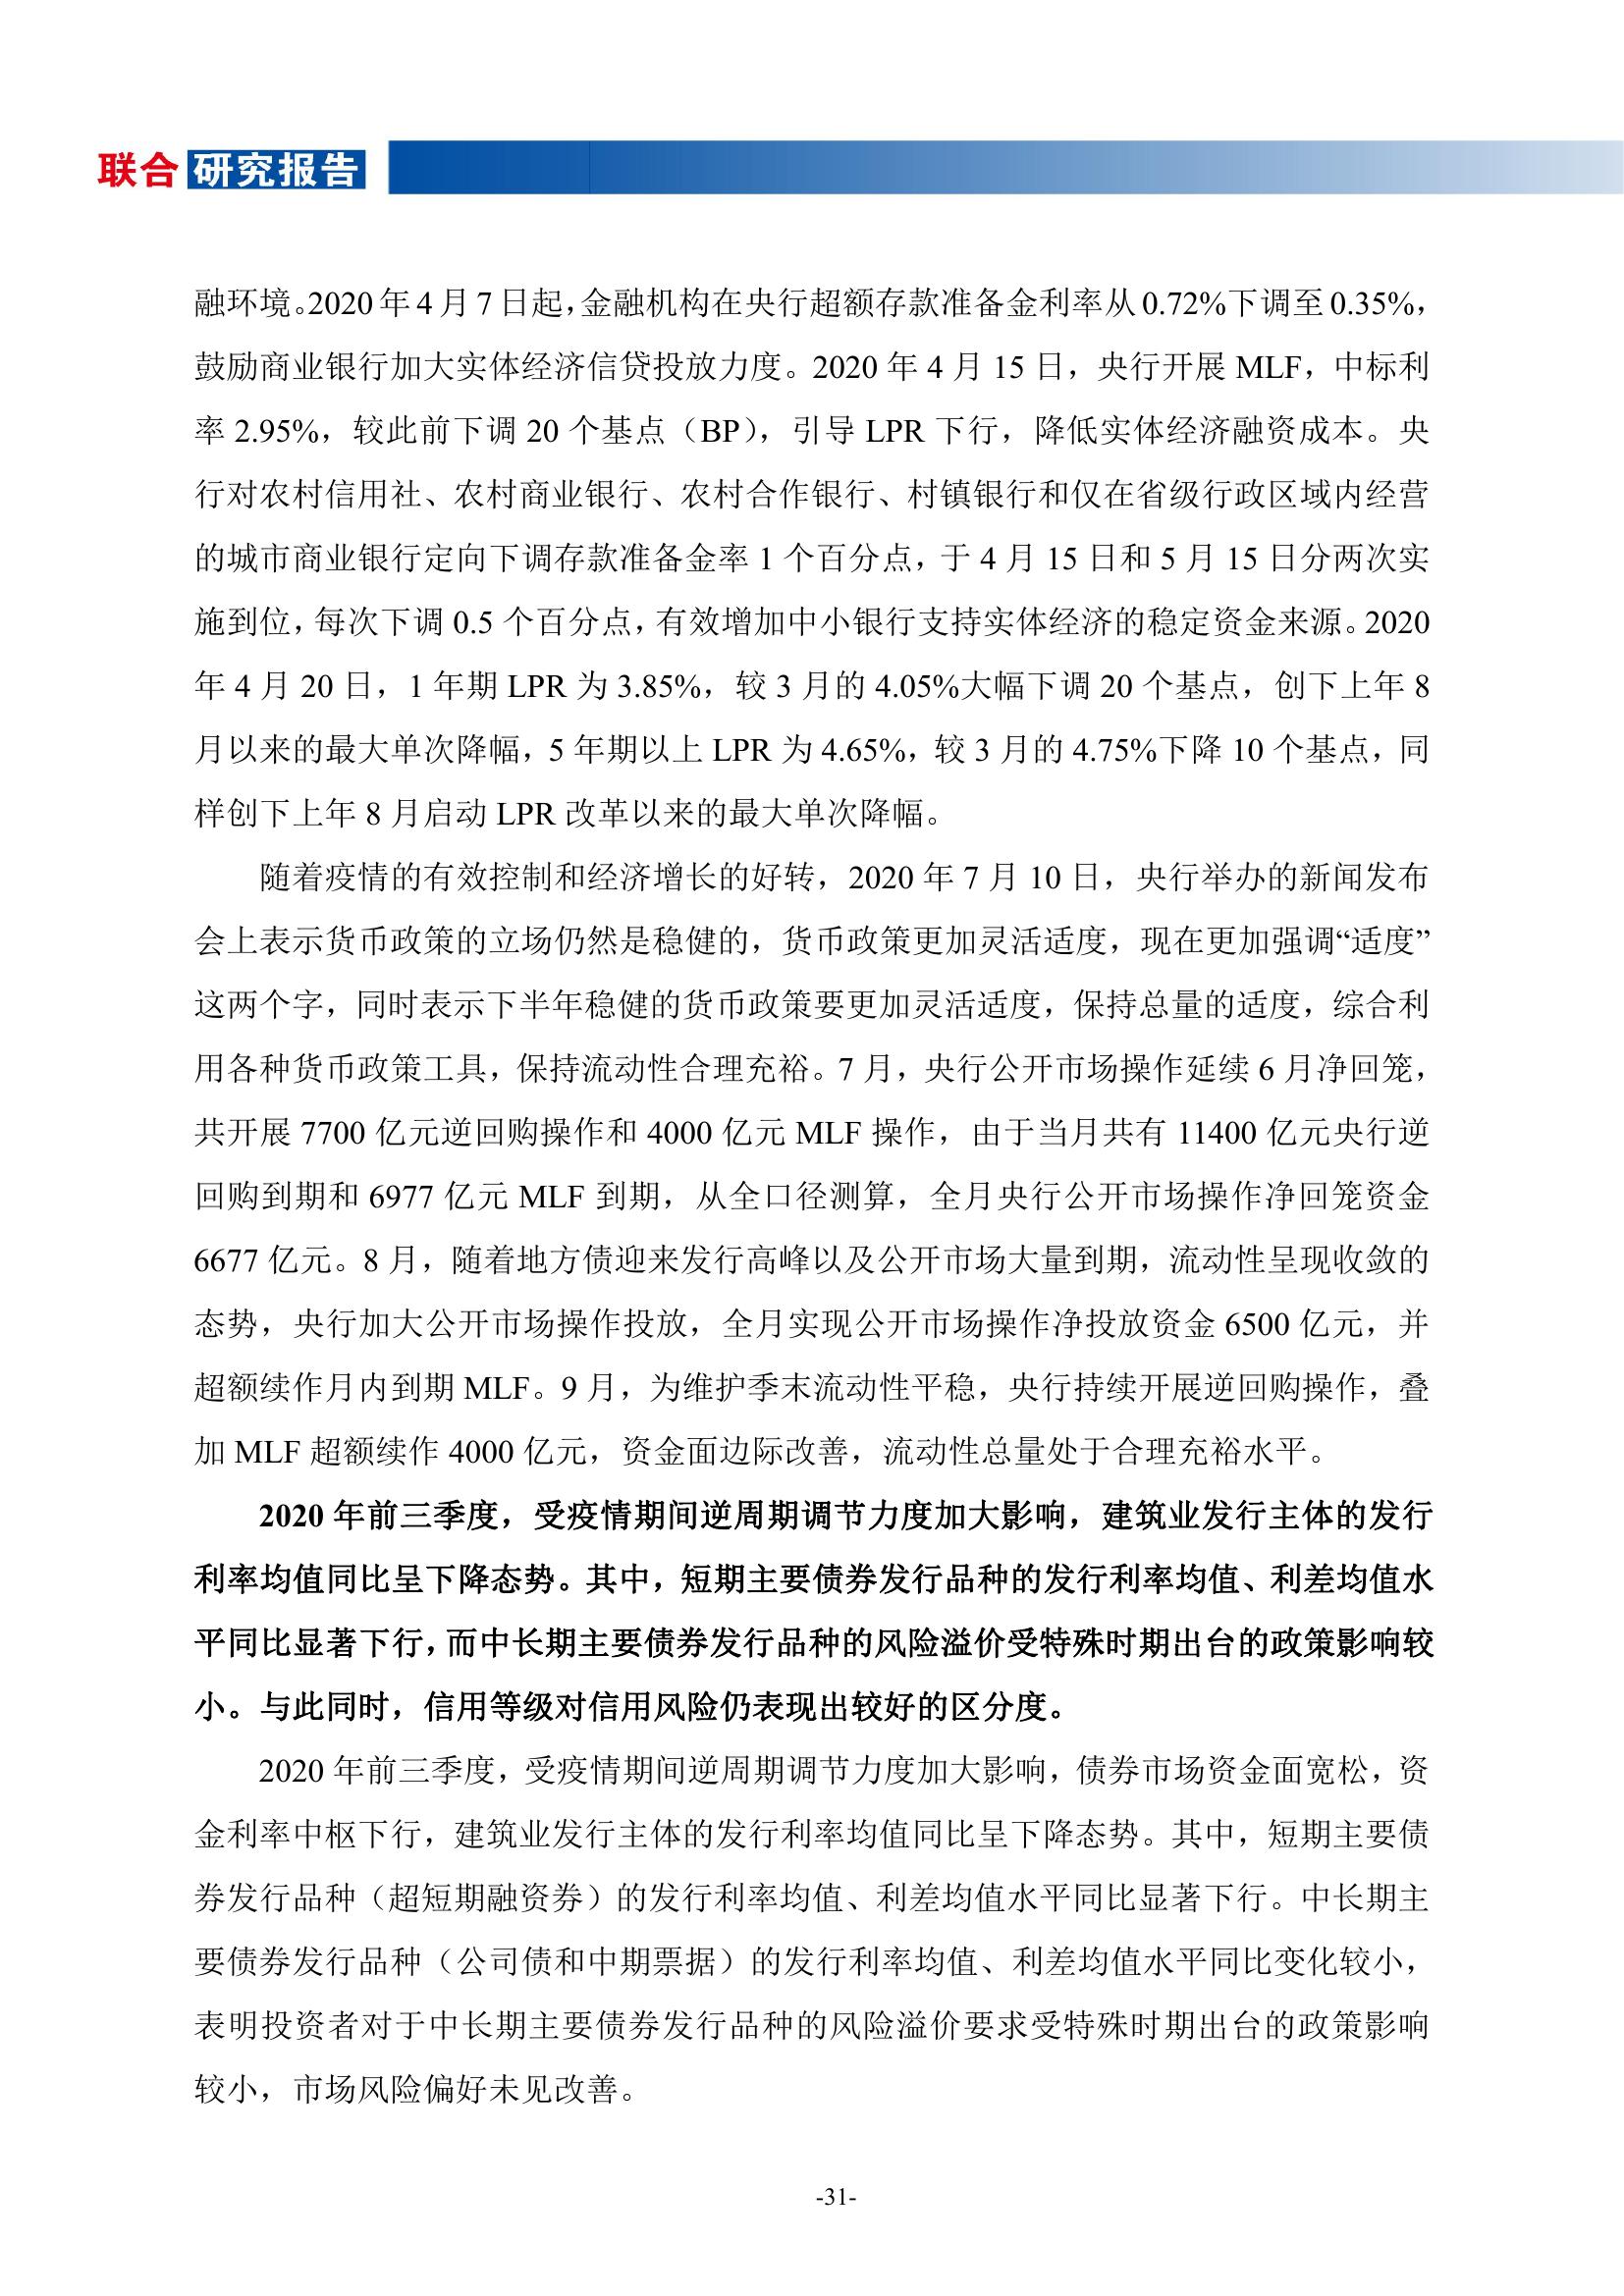 联合 研究报告
融环境。2020年4月7日起,金融机构在央行超额存款准备金利率从0.72%下调至0.35%，
鼓励商业银行加大实体经济信贷投放力度。2020 年 4 月 15 日，央行开展 MLF，中标利
率 2.95%，较此前下调 20 个基点（BP），引导 LPR 下行，降低实体经济融资成本。央
行对农村信用社、农村商业银行、农村合作银行、村镇银行和仅在省级行政区域内经营
的城市商业银行定向下调存款准备金率 1 个百分点，于 4 月 15 日和 5 月 15 日分两次实
施到位，每次下调 0.5 个百分点，有效增加中小银行支持实体经济的稳定资金来源。2020
年 4 月 20 日，1 年期 LPR 为 3.85%，较 3 月的 4.05%大幅下调 20 个基点，创下上年 8
月以来的最大单次降幅，5 年期以上 LPR 为 4.65%，较 3 月的 4.75%下降 10 个基点，同
样创下上年 8 月启动 LPR 改革以来的最大单次降幅。
随着疫情的有效控制和经济增长的好转，2020 年 7 月 10 日，央行举办的新闻发布
会上表示货币政策的立场仍然是稳健的，货币政策更加灵活适度，现在更加强调“适度”
这两个字，同时表示下半年稳健的货币政策要更加灵活适度，保持总量的适度，综合利
用各种货币政策工具，保持流动性合理充裕。7 月，央行公开市场操作延续 6 月净回笼，
共开展 7700 亿元逆回购操作和 4000 亿元 MLF 操作，由于当月共有 11400 亿元央行逆
回购到期和 6977 亿元 MLF 到期，从全口径测算，全月央行公开市场操作净回笼资金
6677 亿元。8 月，随着地方债迎来发行高峰以及公开市场大量到期，流动性呈现收敛的
态势，央行加大公开市场操作投放，全月实现公开市场操作净投放资金 6500 亿元，并
超额续作月内到期 MLF。9 月，为维护季末流动性平稳，央行持续开展逆回购操作，叠
加 MLF 超额续作 4000 亿元，资金面边际改善，流动性总量处于合理充裕水平。
2020 年前三季度，受疫情期间逆周期调节力度加大影响，建筑业发行主体的发行
利率均值同比呈下降态势。其中，短期主要债券发行品种的发行利率均值、利差均值水
平同比显著下行，而中长期主要债券发行品种的风险溢价受特殊时期出台的政策影响较
小。与此同时，信用等级对信用风险仍表现出较好的区分度。
2020 年前三季度，受疫情期间逆周期调节力度加大影响，债券市场资金面宽松，资
金利率中枢下行，建筑业发行主体的发行利率均值同比呈下降态势。其中，短期主要债
券发行品种（超短期融资券）的发行利率均值、利差均值水平同比显著下行。中长期主
要债券发行品种（公司债和中期票据）的发行利率均值、利差均值水平同比变化较小，
表明投资者对于中长期主要债券发行品种的风险溢价要求受特殊时期出台的政策影响
较小，市场风险偏好未见改善。
-31-